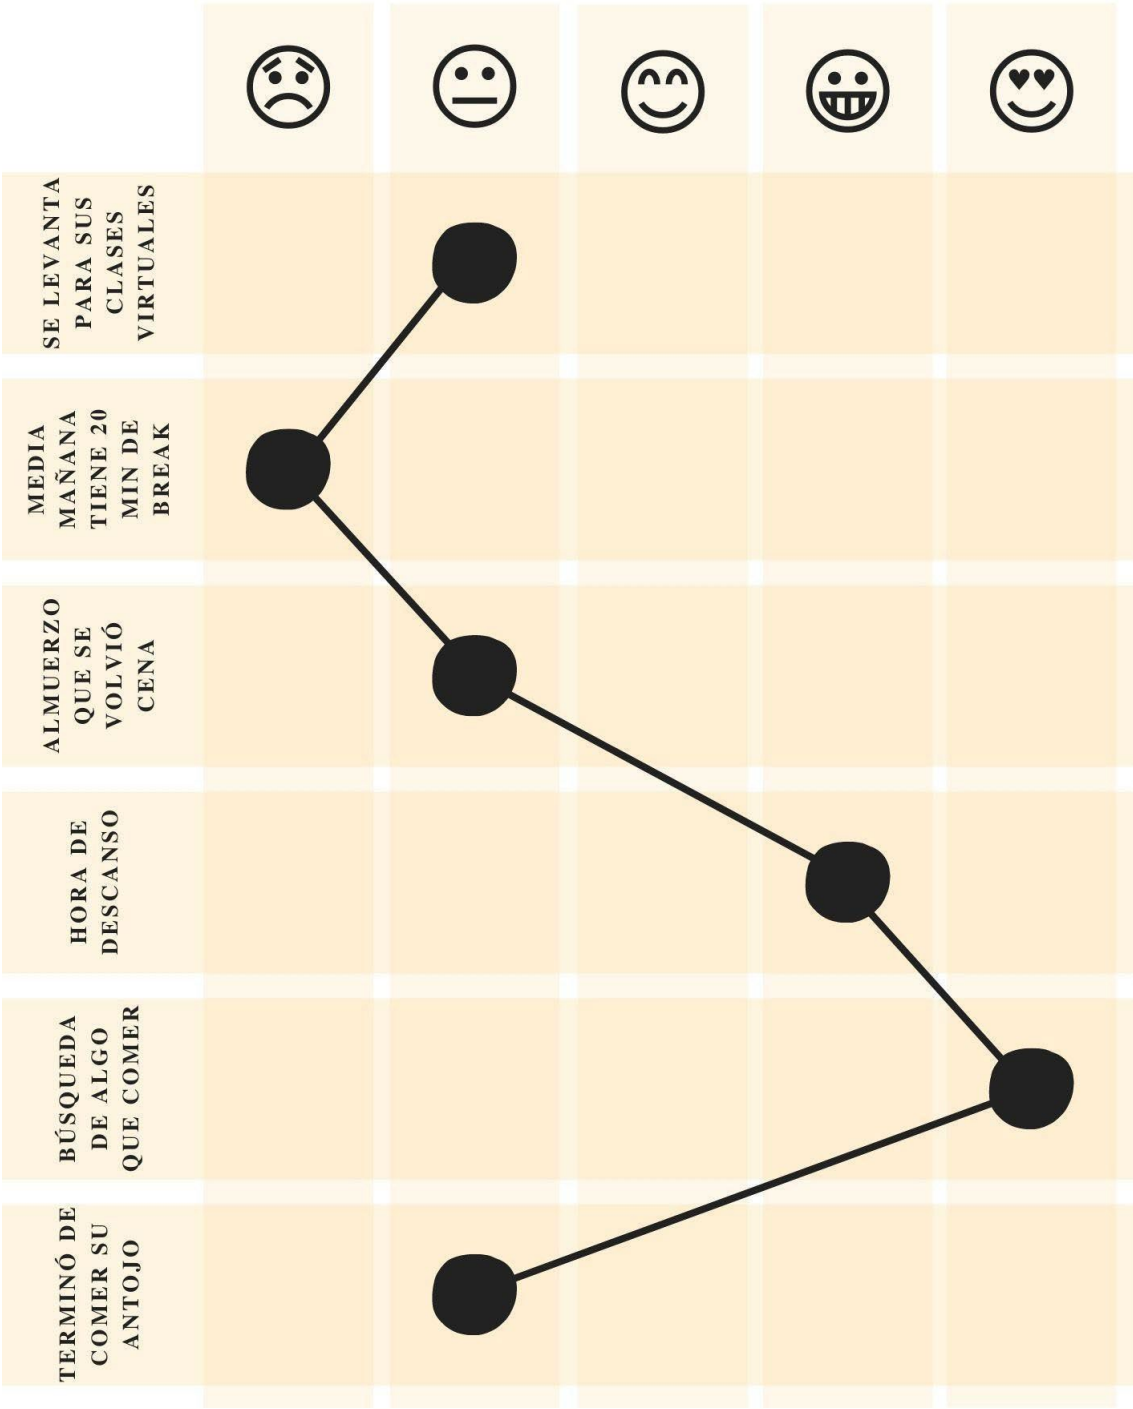 SE LEVANTA
PARA SUS
CLASES
VIRTUALES
MEDIA
MAÑANA
TIENE 20
MIN DE
BREAK
ALMUERZO
QUE SE
VOLVIÓ
CENA
HORA DE
DESCANSO
BÚSQUEDA
DE ALGO
QUE COMER
TERMINÓ DE
COMER SU
ANTOJO